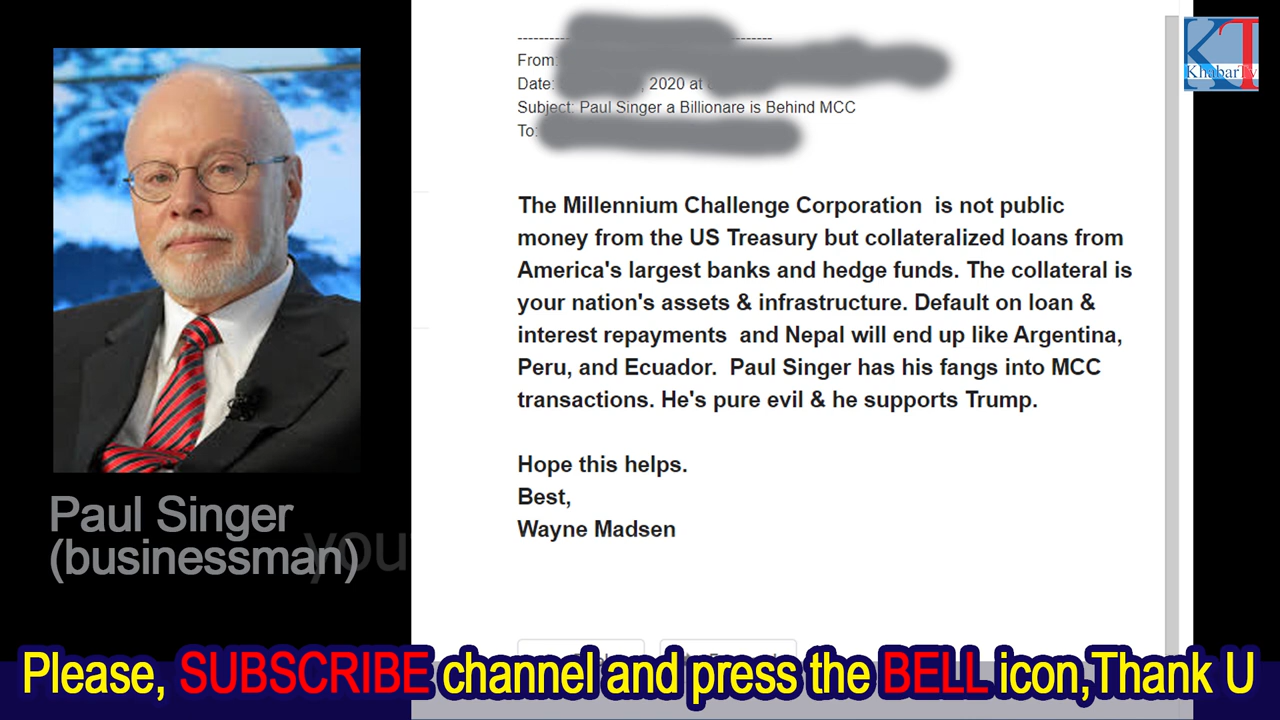 KT
KhabarTv
From:
Date: , 2020 at
Subject: Paul Singer a Billionare is Behind MCC
To:
The Millennium Challenge Corporation is not public
money from the US Treasury but collateralized loans from
America's largest banks and hedge funds. The collateral is
your nation's assets & infrastructure. Default on loan &
interest repayments and Nepal will end up like Argentina,
Peru, and Ecuador. Paul Singer has his fangs into MCC
transactions. He's pure evil & he supports Trump.
Hope this helps.
Best,
Wayne Madsen
Paul Singer
(businessman)
you
Please, SUBSCRIBE channel and press the BELL icon,Thank U